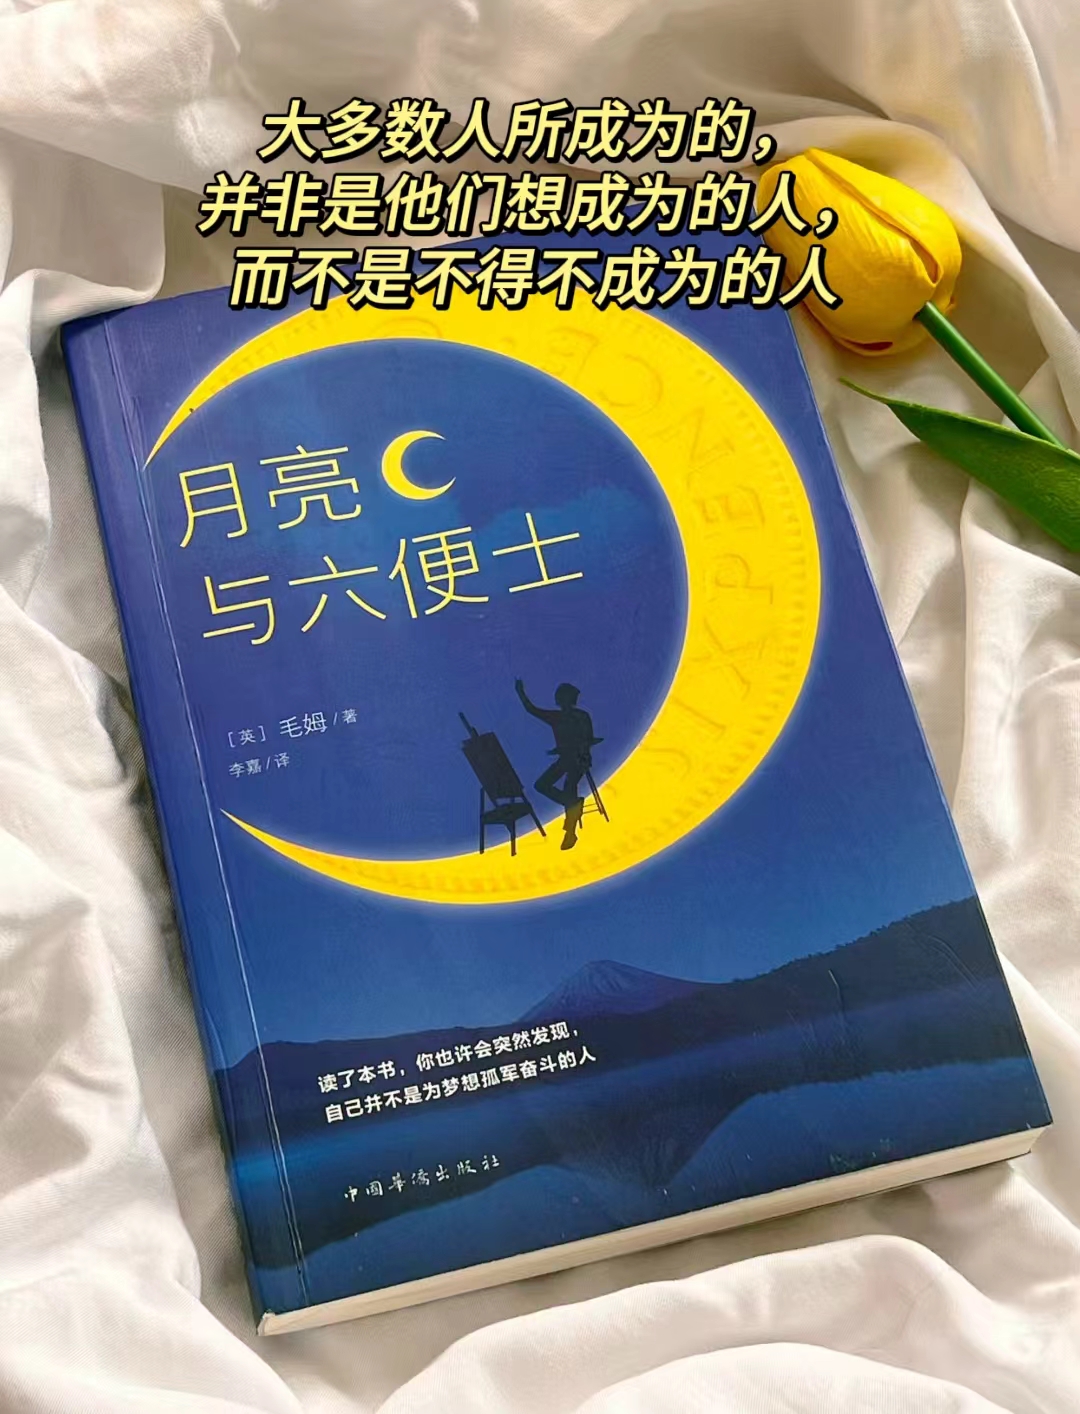 大多数人所成为的，
并非是他们想成为的人，
而不是不得不成为的人
月亮
与六便士
［英］毛姆/著
李嘉/译
SIXPENCE
读了本书，你也许会突然发现，
自己并不是为梦想孤军奋斗的人
中国华侨出版社